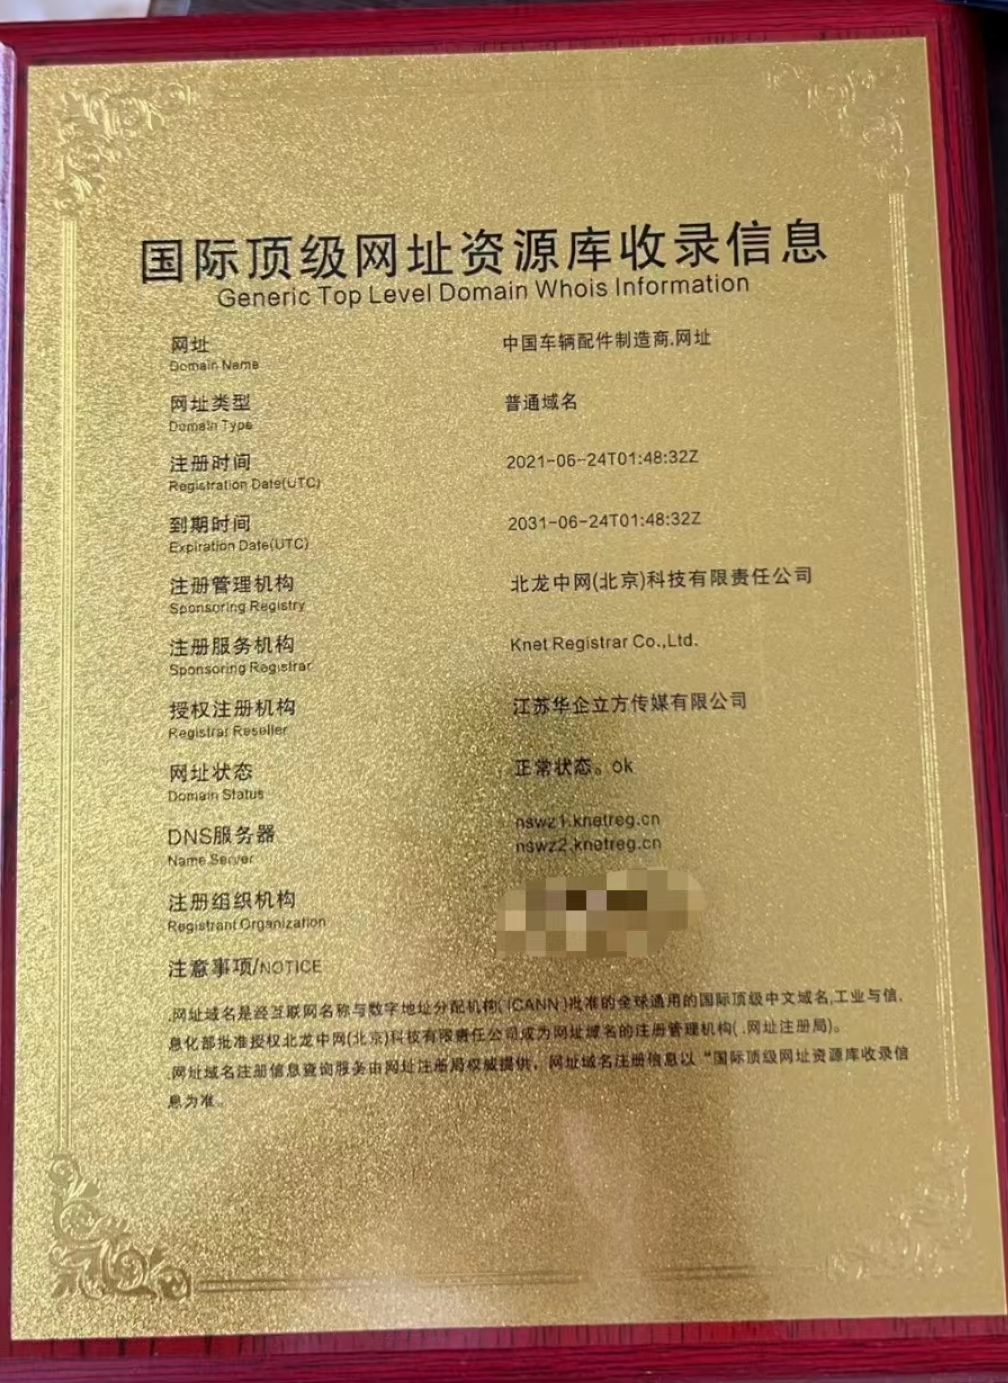 国际顶级网址资源库收录信息
Generic Top Level Domain Whois Information
网址 中国车辆配件制造商.网址
Domain Name
网址类型 普通域名
Domain Type
注册时间 2021-06-24T01:48:32Z
Registration Date(UTC)
到期时间 2031-06-24T01:48:32Z
Expiration Date(UTC)
注册管理机构 北龙中网(北京)科技有限责任公司
Sponsoring Registry
注册服务机构 Knet Registrar Co.,Ltd.
Sponsoring Registrar
授权注册机构 江苏华企立方传媒有限公司
Registrar Reseller
网址状态 正常状态。ok
Domain Status
DNS服务器 nswz1.knetreg.cn
nswz2.knetreg.cn
Name Server
注册组织机构
Registrant Organization
注意事项/NOTICE
.网址域名是经互联网名称与数字地址分配机构(ICANN)批准的全球通用的国际顶级中文域名,工业与信.
息化部批准授权北龙中网(北京)科技有限责任公司成为网址域名的注册管理机构(.网址注册局)。
.网址域名注册信息查询服务由网址注册局权威提供，网址域名注册信息以“国际顶级网址资源库收录信
息为准。